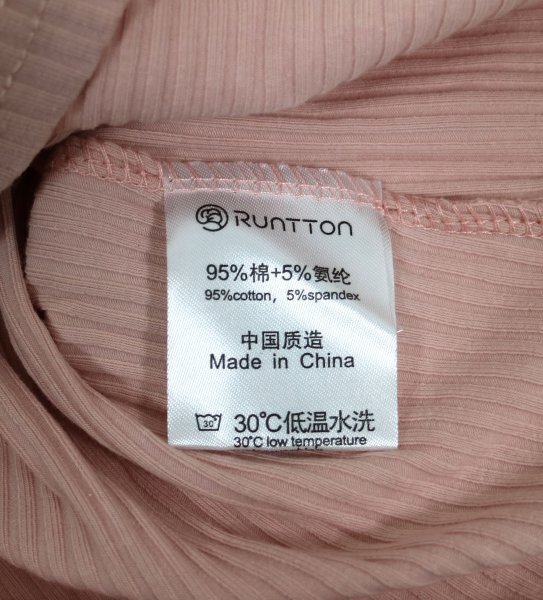 RUNTTON
95%棉+5%氨纶
95%cotton, 5%spandex
中国质造
Made in China
30
30℃低温水洗
30℃ low temperature